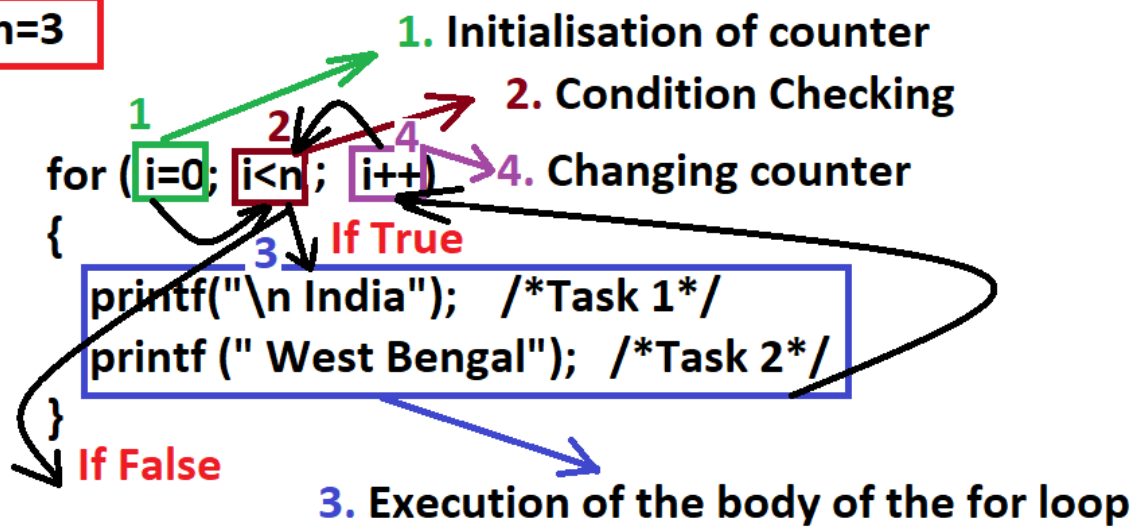 n=3
1. Initialisation of counter
2. Condition Checking
1
2
4
for ( i=0; i<n ; i++)
4. Changing counter
{
3
If True
printf("\n India"); /*Task 1*/
printf (" West Bengal"); /*Task 2*/
}
If False
3. Execution of the body of the for loop